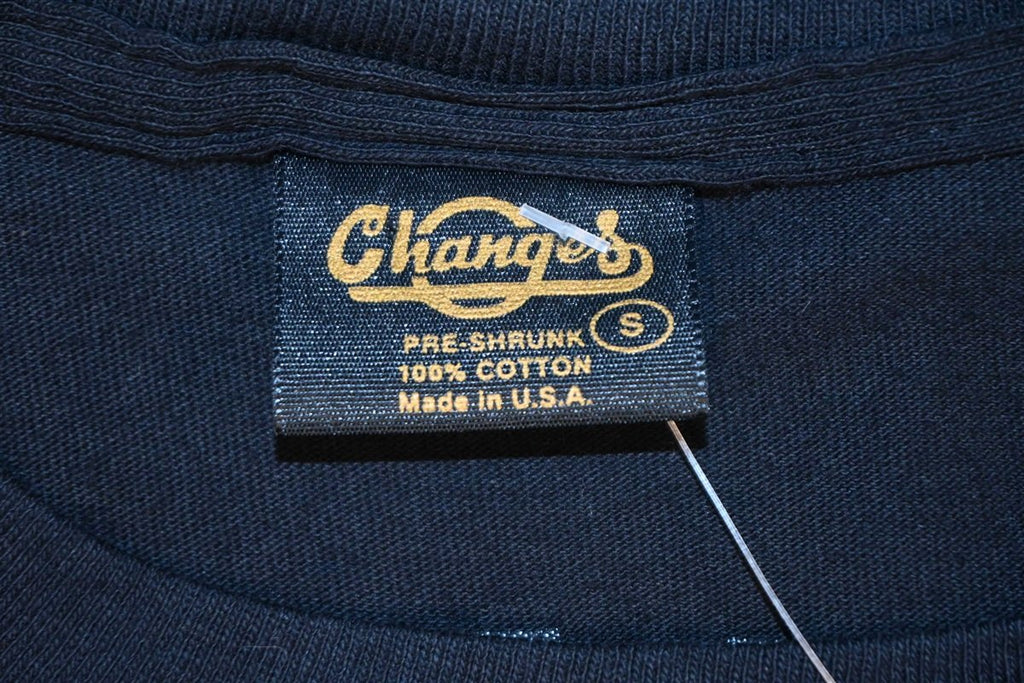 Changes
S
PRE-SHRUNK
100% COTTON
Made in U.S.A.